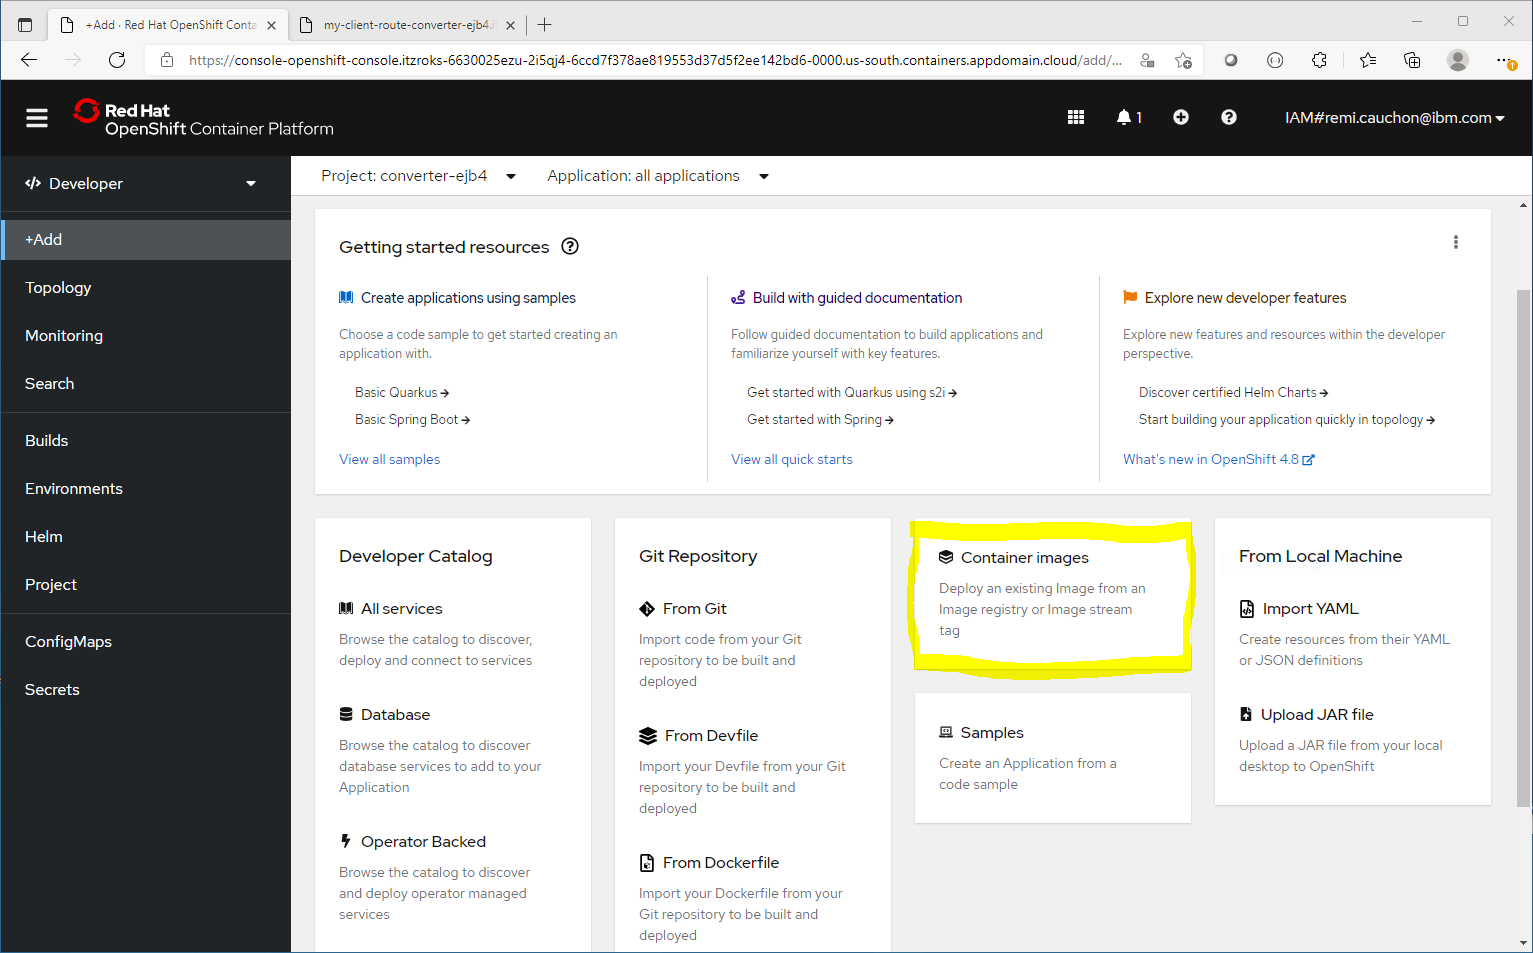 +Add · Red Hat OpenShift Conta
my-client-route-converter-ejb4.i
https://console-openshift-console.itzroks-6630025ezu-2i5qj4-6ccd7f378ae819553d37d5f2ee142bd6-0000.us-south.containers.appdomain.cloud/add/...
Red Hat
OpenShift Container Platform
1
IAM#remi.cauchon@ibm.com
Developer
Project: converter-ejb4
Application: all applications
+Add
Topology
Monitoring
Search
Builds
Environments
Helm
Project
ConfigMaps
Secrets
Getting started resources
Create applications using samples
Choose a code sample to get started creating an
application with.
Basic Quarkus
Basic Spring Boot
View all samples
Build with guided documentation
Follow guided documentation to build applications and
familiarize yourself with key features.
Get started with Quarkus using s2i
Get started with Spring
View all quick starts
Explore new developer features
Explore new features and resources within the developer
perspective.
Discover certified Helm Charts
Start building your application quickly in topology
What's new in OpenShift 4.8
Developer Catalog
All services
Browse the catalog to discover,
deploy and connect to services
Database
Browse the catalog to discover
database services to add to your
Application
Operator Backed
Browse the catalog to discover
and deploy operator managed
services
Git Repository
From Git
Import code from your Git
repository to be built and
deployed
From Devfile
Import your Devfile from your Git
repository to be built and
deployed
From Dockerfile
Import your Dockerfile from your
Git repository to be built and
deployed
Container images
Deploy an existing Image from an
Image registry or Image stream
tag
Samples
Create an Application from a
code sample
From Local Machine
Import YAML
Create resources from their YAML
or JSON definitions
Upload JAR file
Upload a JAR file from your local
desktop to OpenShift